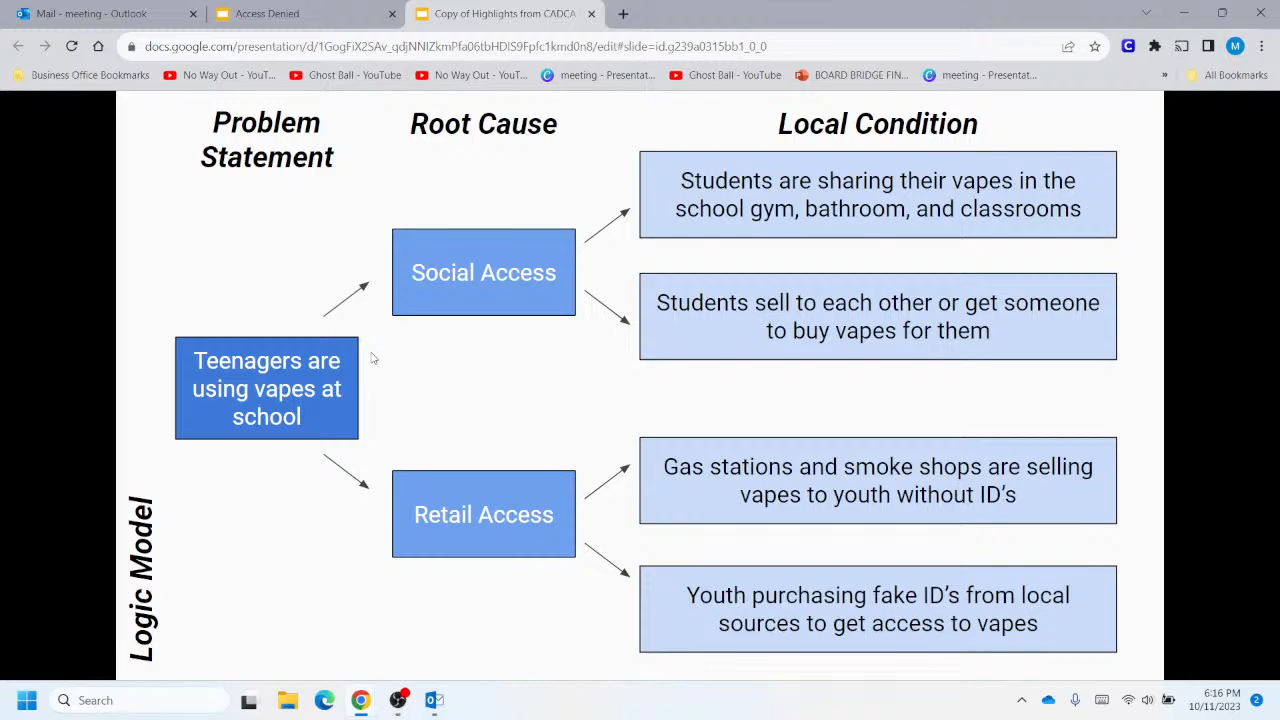 Mail - meeting - Outlook
Access Denied
Copy of Highlights from CADCA
docs.google.com/presentation/d/1GogFiX2SAv_qdjNNIZkmPfa06tbHDIS9Fpfc1kmd0n8/edit#slide=id.g239a0315bb1_0_0
M
Business Office Bookmarks
No Way Out - YouT...
Ghost Ball - YouTube
No Way Out - YouT...
meeting - Presentat...
Ghost Ball - YouTube
BOARD BRIDGE FIN...
meeting - Presentat...
»
All Bookmarks
Problem
Statement
Root Cause
Local Condition
Teenagers are
using vapes at
school
Social Access
Students are sharing their vapes in the
school gym, bathroom, and classrooms
Students sell to each other or get someone
to buy vapes for them
Retail Access
Gas stations and smoke shops are selling
vapes to youth without ID’s
Youth purchasing fake ID’s from local
sources to get access to vapes
Logic Model
Search
6:16 PM
10/11/2023
2